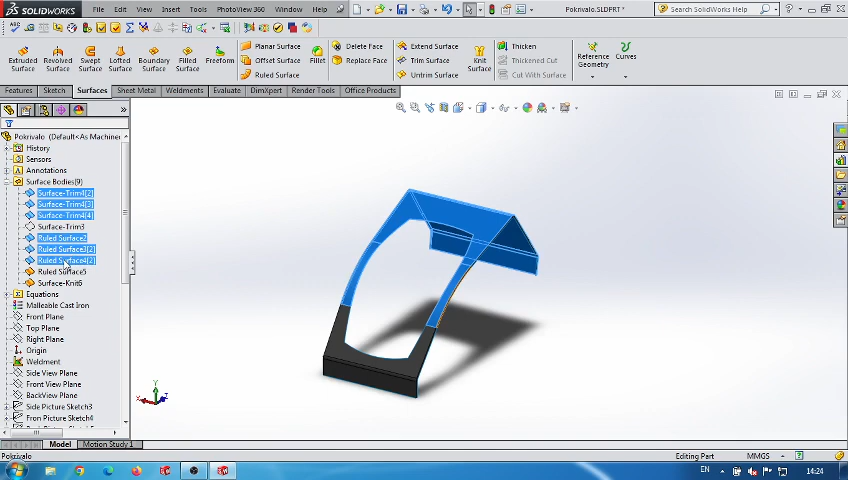 SOLIDWORKS File Edit View Insert Tools PhotoView 360 Window Help Pokrivalo.SLDPRT * Search SOLIDWORKS Help
Extruded Surface
Revolved Surface
Swept Surface
Lofted Surface
Boundary Surface
Filled Surface
Freeform
Planar Surface
Offset Surface
Ruled Surface
Fillet
Delete Face
Replace Face
Extend Surface
Trim Surface
Untrim Surface
Knit Surface
Thicken
Thickened Cut
Cut With Surface
Reference Geometry
Curves
Features Sketch Surfaces Sheet Metal Weldments Evaluate DimXpert Render Tools Office Products
Pokrivalo (Default<As Machined
History
Sensors
Annotations
Surface Bodies(9)
Surface-Trim4[2]
Surface-Trim4[3]
Surface-Trim4[4]
Surface-Trim3
Ruled Surface2
Ruled Surface3[2]
Ruled Surface4[2]
Ruled Surface5
Surface-Knit6
Equations
Malleable Cast Iron
Front Plane
Top Plane
Right Plane
Origin
Weldment
Side View Plane
Front View Plane
BackView Plane
Side Picture Sketch3
Fron Picture Sketch4
Y
X
Z
Model Motion Study 1
Pokrivalo Editing Part MMGS
EN 14:24